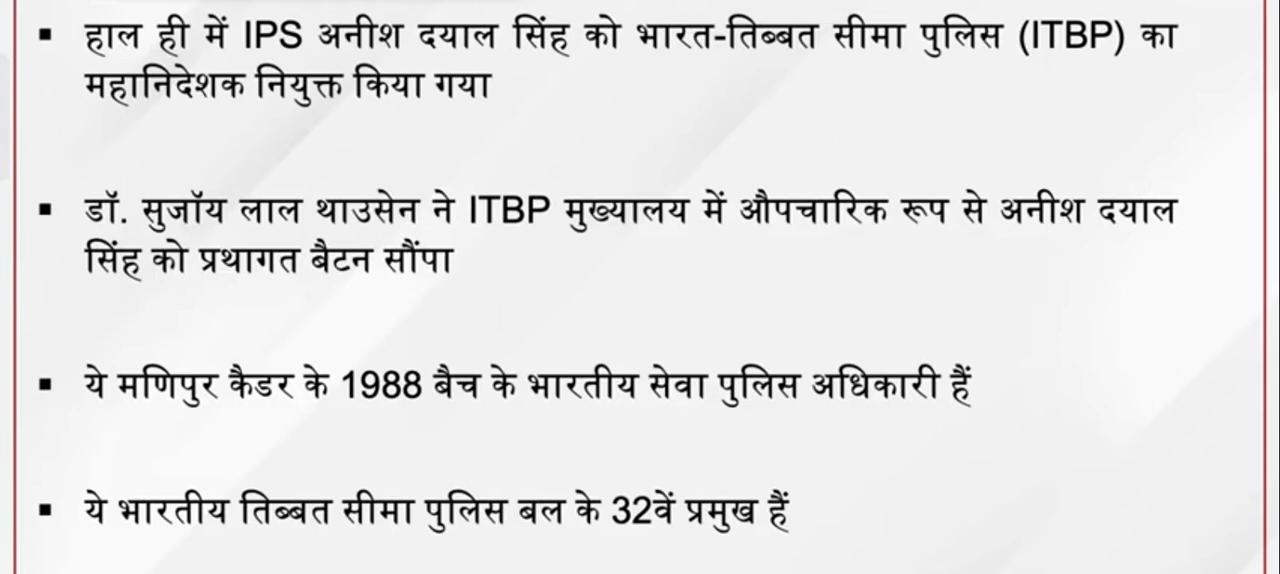 ▪ हाल ही में IPS अनीश दयाल सिंह को भारत-तिब्बत सीमा पुलिस (ITBP) का
महानिदेशक नियुक्त किया गया
▪ डॉ. सुजॉय लाल थाउसेन ने ITBP मुख्यालय में औपचारिक रूप से अनीश दयाल
सिंह को प्रथागत बैटन सौंपा
▪ ये मणिपुर कैडर के 1988 बैच के भारतीय सेवा पुलिस अधिकारी हैं
▪ ये भारतीय तिब्बत सीमा पुलिस बल के 32वें प्रमुख हैं